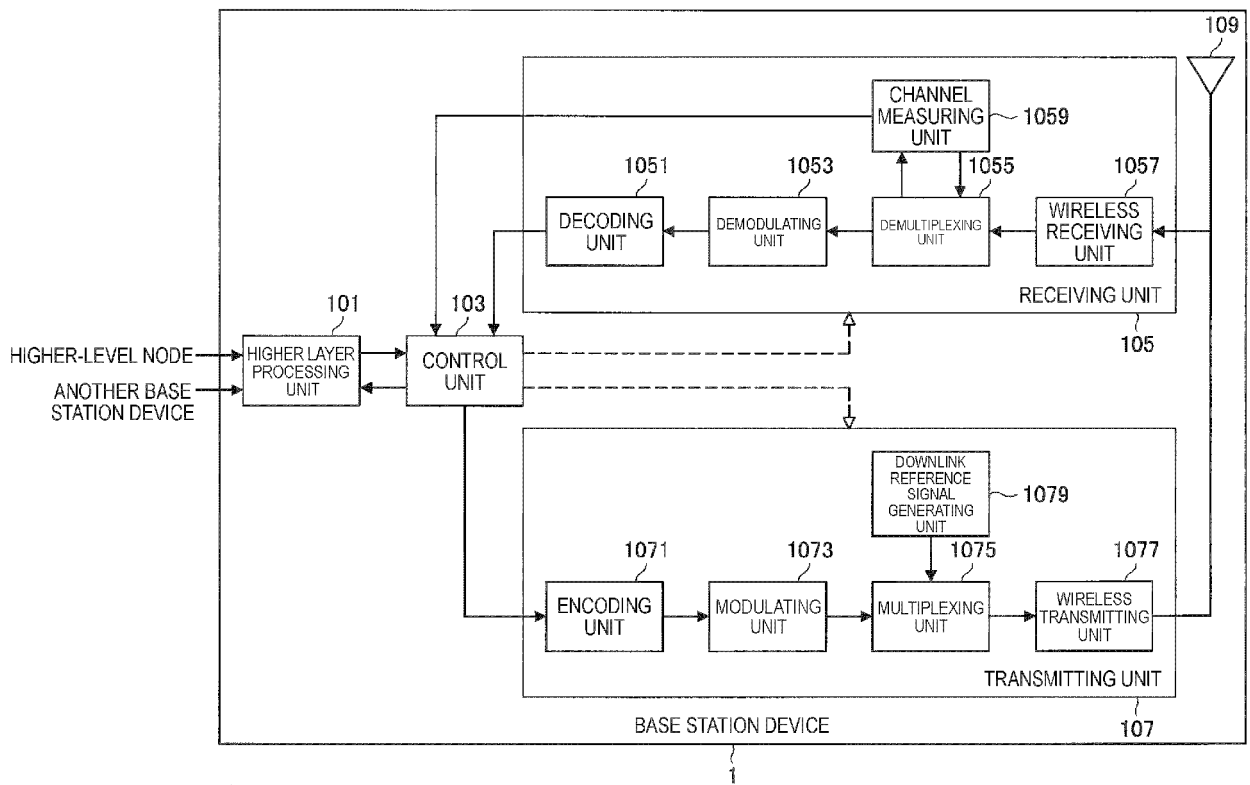 109
CHANNEL
MEASURING
UNIT
1059
1051
1053
1055
1057
DECODING
UNIT
DEMODULATING
UNIT
DEMULTIPLEXING
UNIT
WIRELESS
RECEIVING
UNIT
RECEIVING UNIT
105
101
103
HIGHER-LEVEL NODE
ANOTHER BASE
STATION DEVICE
HIGHER LAYER
PROCESSING
UNIT
CONTROL
UNIT
DOWNLINK
REFERENCE
SIGNAL
GENERATING
UNIT
1079
1071
1073
1075
1077
ENCODING
UNIT
MODULATING
UNIT
MULTIPLEXING
UNIT
WIRELESS
TRANSMITTING
UNIT
TRANSMITTING UNIT
107
BASE STATION DEVICE
1